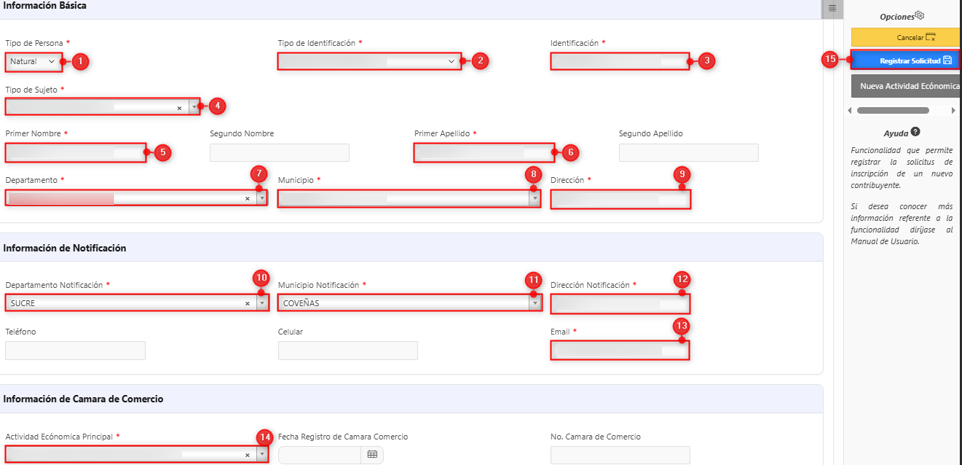 Información Básica
Tipo de Persona *
Tipo de Identificación *
Identificación *
Natural
1
2
3
Tipo de Sujeto *
4
Primer Nombre *
Segundo Nombre
Primer Apellido *
Segundo Apellido
5
6
Departamento *
7
Municipio *
8
Dirección *
9
Información de Notificación
Departamento Notificación *
10
Municipio Notificación *
11
Dirección Notificación *
12
SUCRE
COVEÑAS
Teléfono
Celular
Email *
13
Información de Camara de Comercio
Actividad Ecónomica Principal *
14
Fecha Registro de Camara Comercio
No. Camara de Comercio
Opciones
Cancelar
15
Registrar Solicitud
Nueva Actividad Ecónomica
Ayuda
Funcionalidad que permite
registrar la solicitus de
inscripción de un nuevo
contribuyente.
Si desea conocer más
información referente a la
funcionalidad diríjase al
Manual de Usuario.